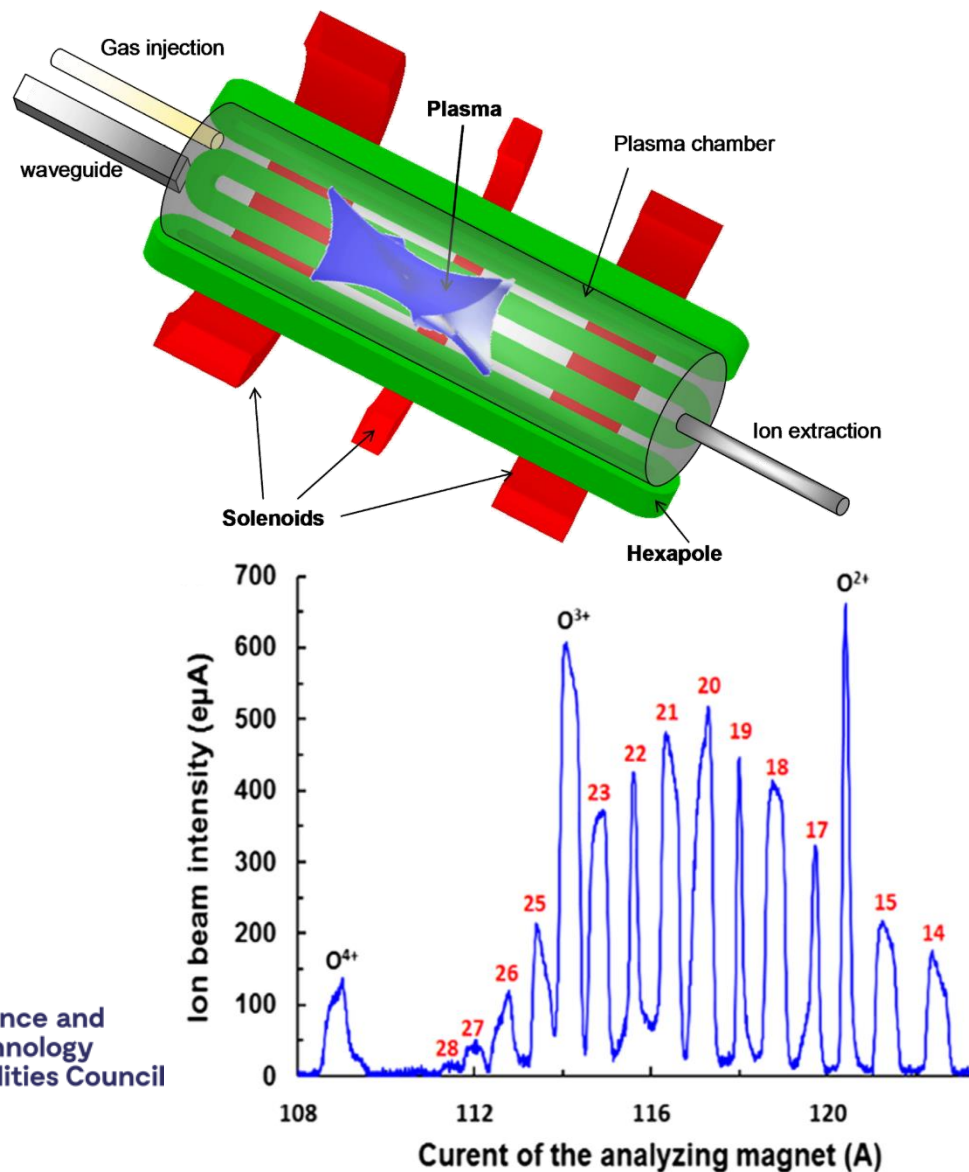 Gas injection
Plasma
Plasma chamber
waveguide
Ion extraction
Solenoids
Hexapole
700
600
500
400
300
200
100
0
Ion beam intensity (eµA)
O⁴⁺
28
27
26
25
O³⁺
23
22
21
20
19
18
17
O²⁺
15
14
108
112
116
120
Curent of the analyzing magnet (A)
nce and
hnology
lities Council